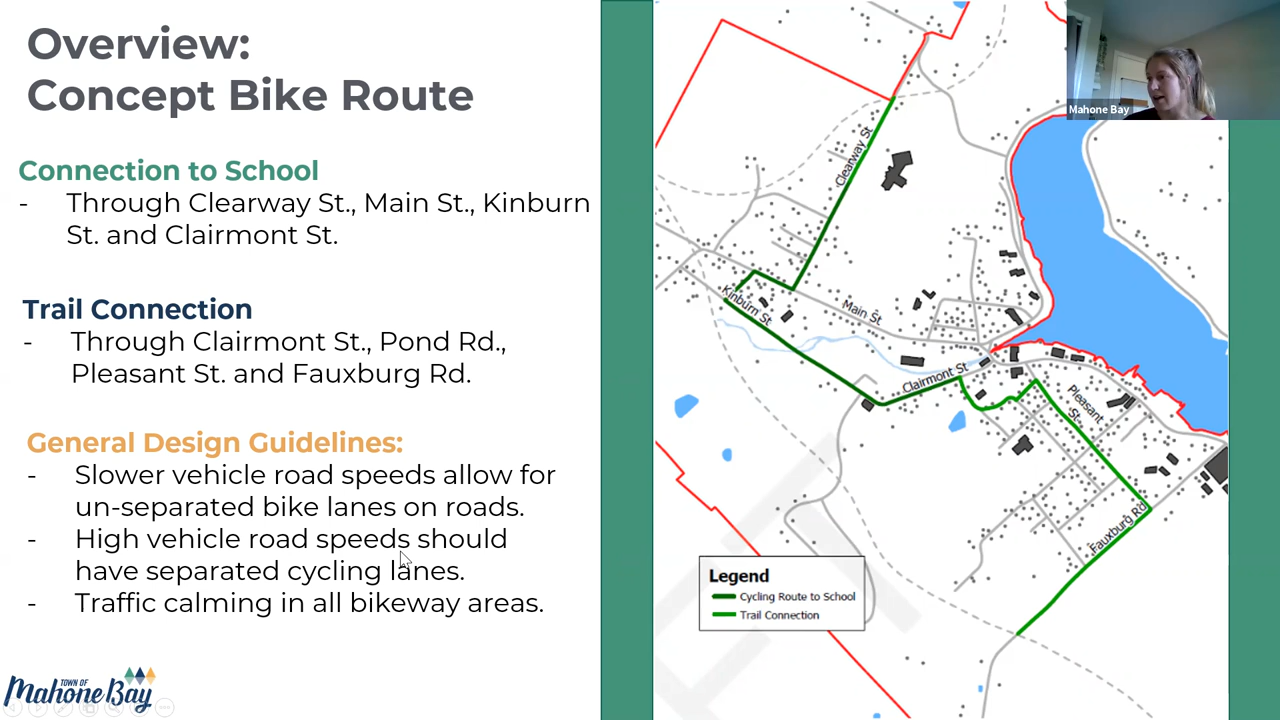 Overview:
Concept Bike Route
Connection to School
- Through Clearway St., Main St., Kinburn
St. and Clairmont St.
Trail Connection
- Through Clairmont St., Pond Rd.,
Pleasant St. and Fauxburg Rd.
General Design Guidelines:
- Slower vehicle road speeds allow for
un-separated bike lanes on roads.
- High vehicle road speeds should
have separated cycling lanes.
- Traffic calming in all bikeway areas.
TOWN OF
Mahone Bay
Clearway St
Kinburn St
Main St
Clairmont St
Pleasant
St.
Fauxburg Rd
Legend
Cycling Route to School
Trail Connection
Mahone Bay